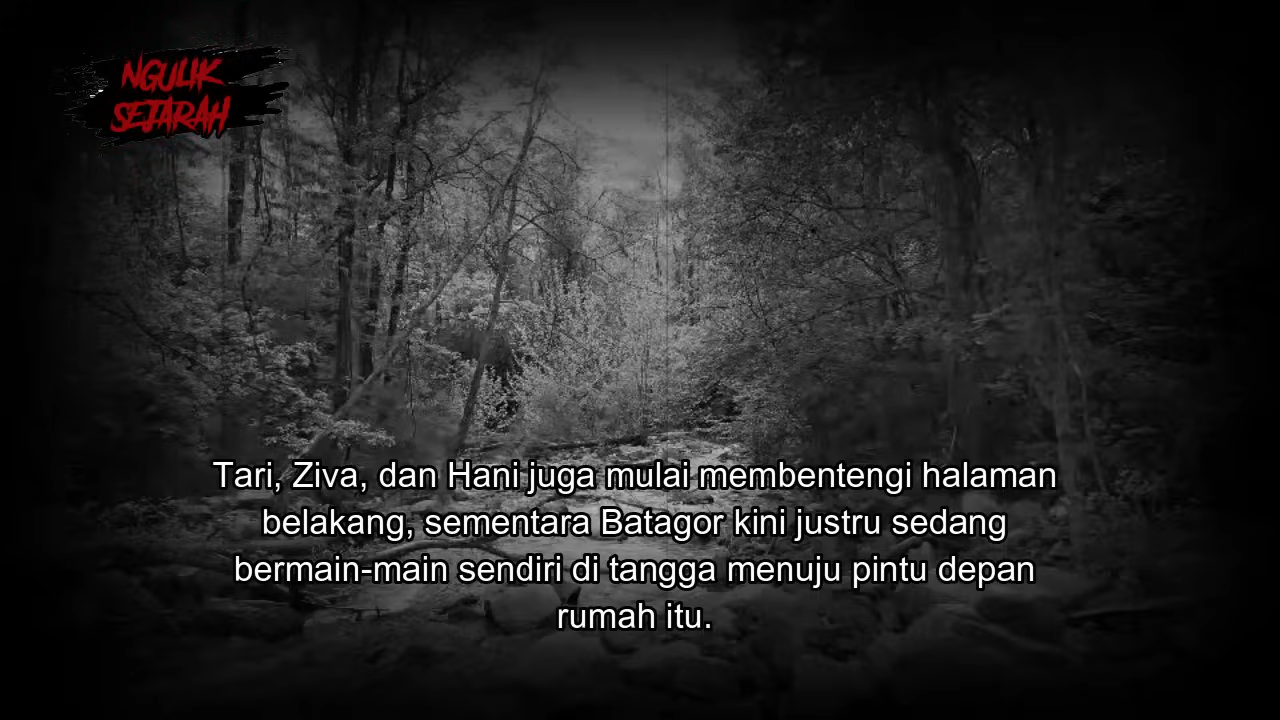 NGULIK
SEJARAH
Tari, Ziva, dan Hani juga mulai membentengi halaman
belakang, sementara Batagor kini justru sedang
bermain-main sendiri di tangga menuju pintu depan
rumah itu.